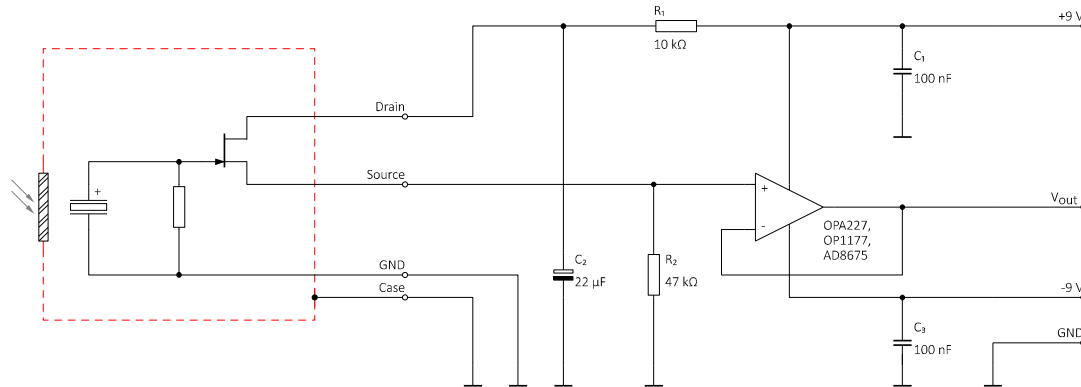 R₁
10 kΩ
+9 V
C₁
100 nF
Drain
+
Source
+
-
Vout
OPA227,
OP1177,
AD8675
C₂
22 µF
R₂
47 kΩ
GND
Case
-9 V
C₃
100 nF
GND